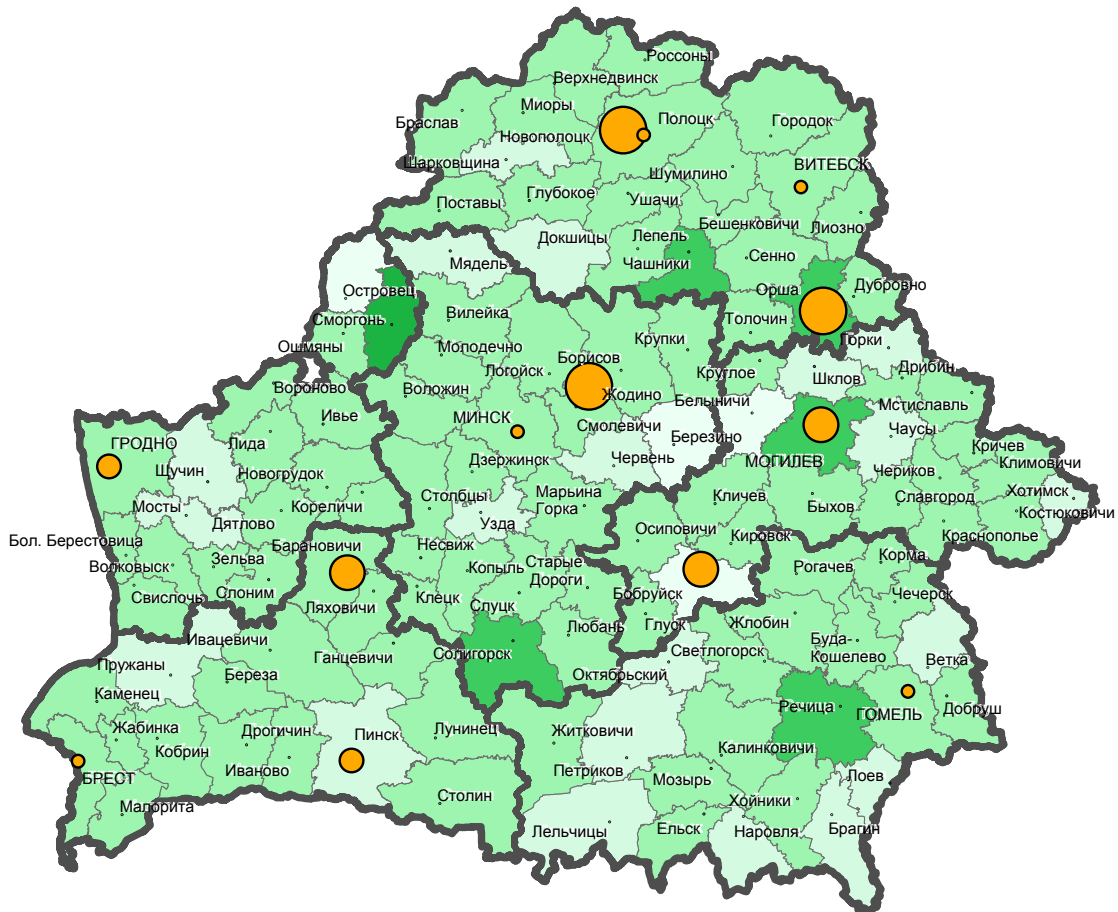 Россоны
Верхнедвинск
Миоры
Браслав
Полоцк
Городок
Новополоцк
Шарковщина
ВИТЕБСК
Шумилино
Глубокое
Ушачи
Поставы
Бешенковичи
Лиозно
Докшицы
Лепель
Чашники
Сенно
Мядель
Островец
Орша
Дубровно
Вилейка
Сморгонь
Толочин
Горки
Ошмяны
Молодечно
Крупки
Борисов
Логойск
Дрибин
Круглое
Шклов
Вороново
Воложин
Жодино
Белыничи
Мстиславль
Ивье
МИНСК
Смолевичи
Чаусы
ГРОДНО
Лида
Березино
Кричев
Червень
МОГИЛЕВ
Климовичи
Щучин
Новогрудок
Дзержинск
Чериков
Хотимск
Мосты
Кореличи
Столбцы
Марьина
Горка
Кличев
Быхов
Славгород
Костюковичи
Дятлово
Узда
Осиповичи
Кировск
Краснополье
Бол. Берестовица
Барановичи
Несвиж
Волковыск
Зельва
Копыль
Старые
Дороги
Корма
Рогачев
Свислочь
Слоним
Ляховичи
Клецк
Слуцк
Бобруйск
Чечерск
Глуск
Жлобин
Ивацевичи
Любань
Буда-
Кошелево
Ганцевичи
Солигорск
Светлогорск
Ветка
Пружаны
Береза
Октябрьский
Каменец
Речица
ГОМЕЛЬ
Добруш
Жабинка
Дрогичин
Пинск
Лунинец
Житковичи
Кобрин
Калинковичи
БРЕСТ
Иваново
Петриков
Мозырь
Лоев
Малорита
Столин
Хойники
Лельчицы
Ельск
Наровля
Брагин